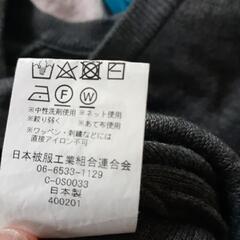 Ⓕ Ⓦ
※中性洗剤使用 ※ネット使用
※絞り弱く ※あて布使用
※ワッペン・刺繍などには
直接アイロン不可
日本被服工業組合連合会
06-6533-1129
C-0S0033
日本製
400201